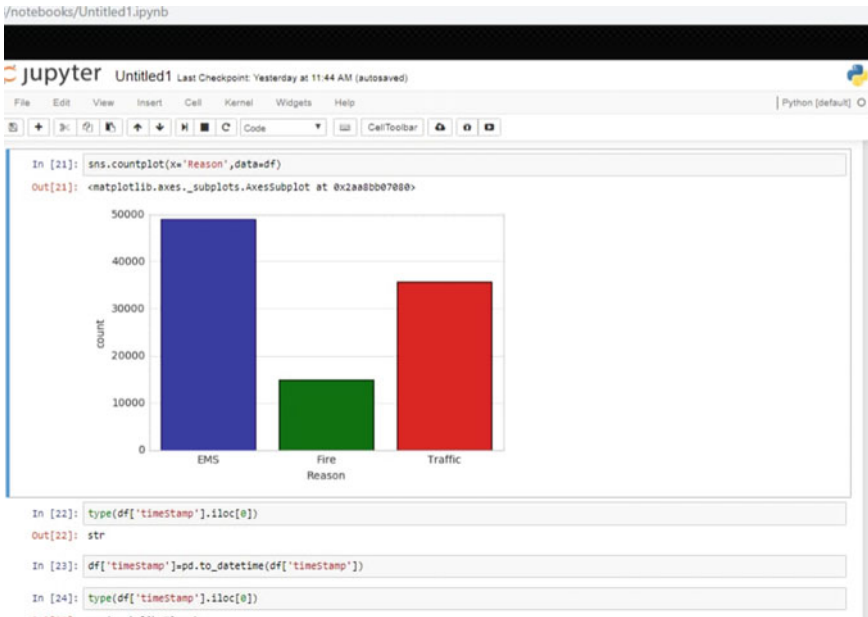 /notebooks/Untitled1.ipynb
Jupyter Untitled1 Last Checkpoint: Yesterday at 11:44 AM (autosaved)
File Edit View Insert Cell Kernel Widgets Help Python [default] O
Code CellToolbar
In [21]: sns.countplot(x='Reason',data=df)
Out[21]: <matplotlib.axes._subplots.AxesSubplot at 0x2aa8bb07080>
50000
40000
30000
20000
10000
0
count
EMS Fire Traffic
Reason
In [22]: type(df['timeStamp'].iloc[0])
Out[22]: str
In [23]: df['timeStamp']=pd.to_datetime(df['timeStamp'])
In [24]: type(df['timeStamp'].iloc[0])